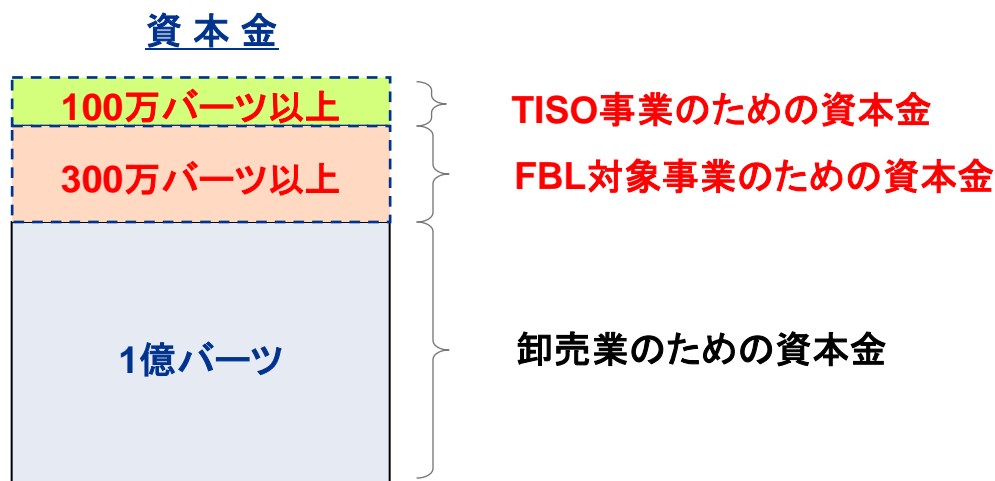 資 本 金
100万バーツ以上
TISO事業のための資本金
300万バーツ以上
FBL対象事業のための資本金
1億バーツ
卸売業のための資本金